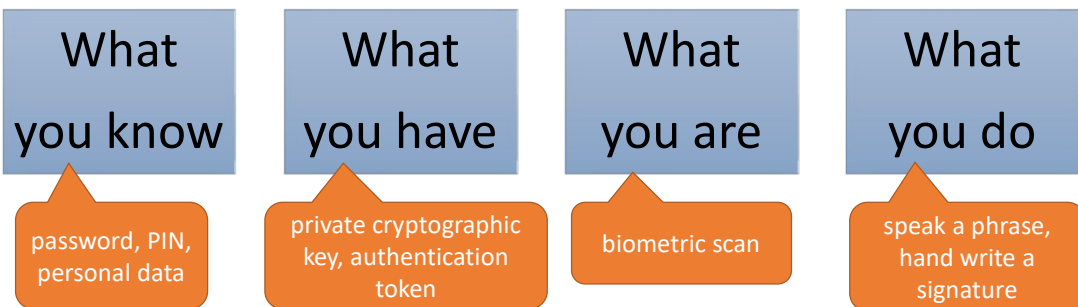 What
you know
What
you have
What
you are
What
you do
password, PIN,
personal data
private cryptographic
key, authentication
token
biometric scan
speak a phrase,
hand write a
signature